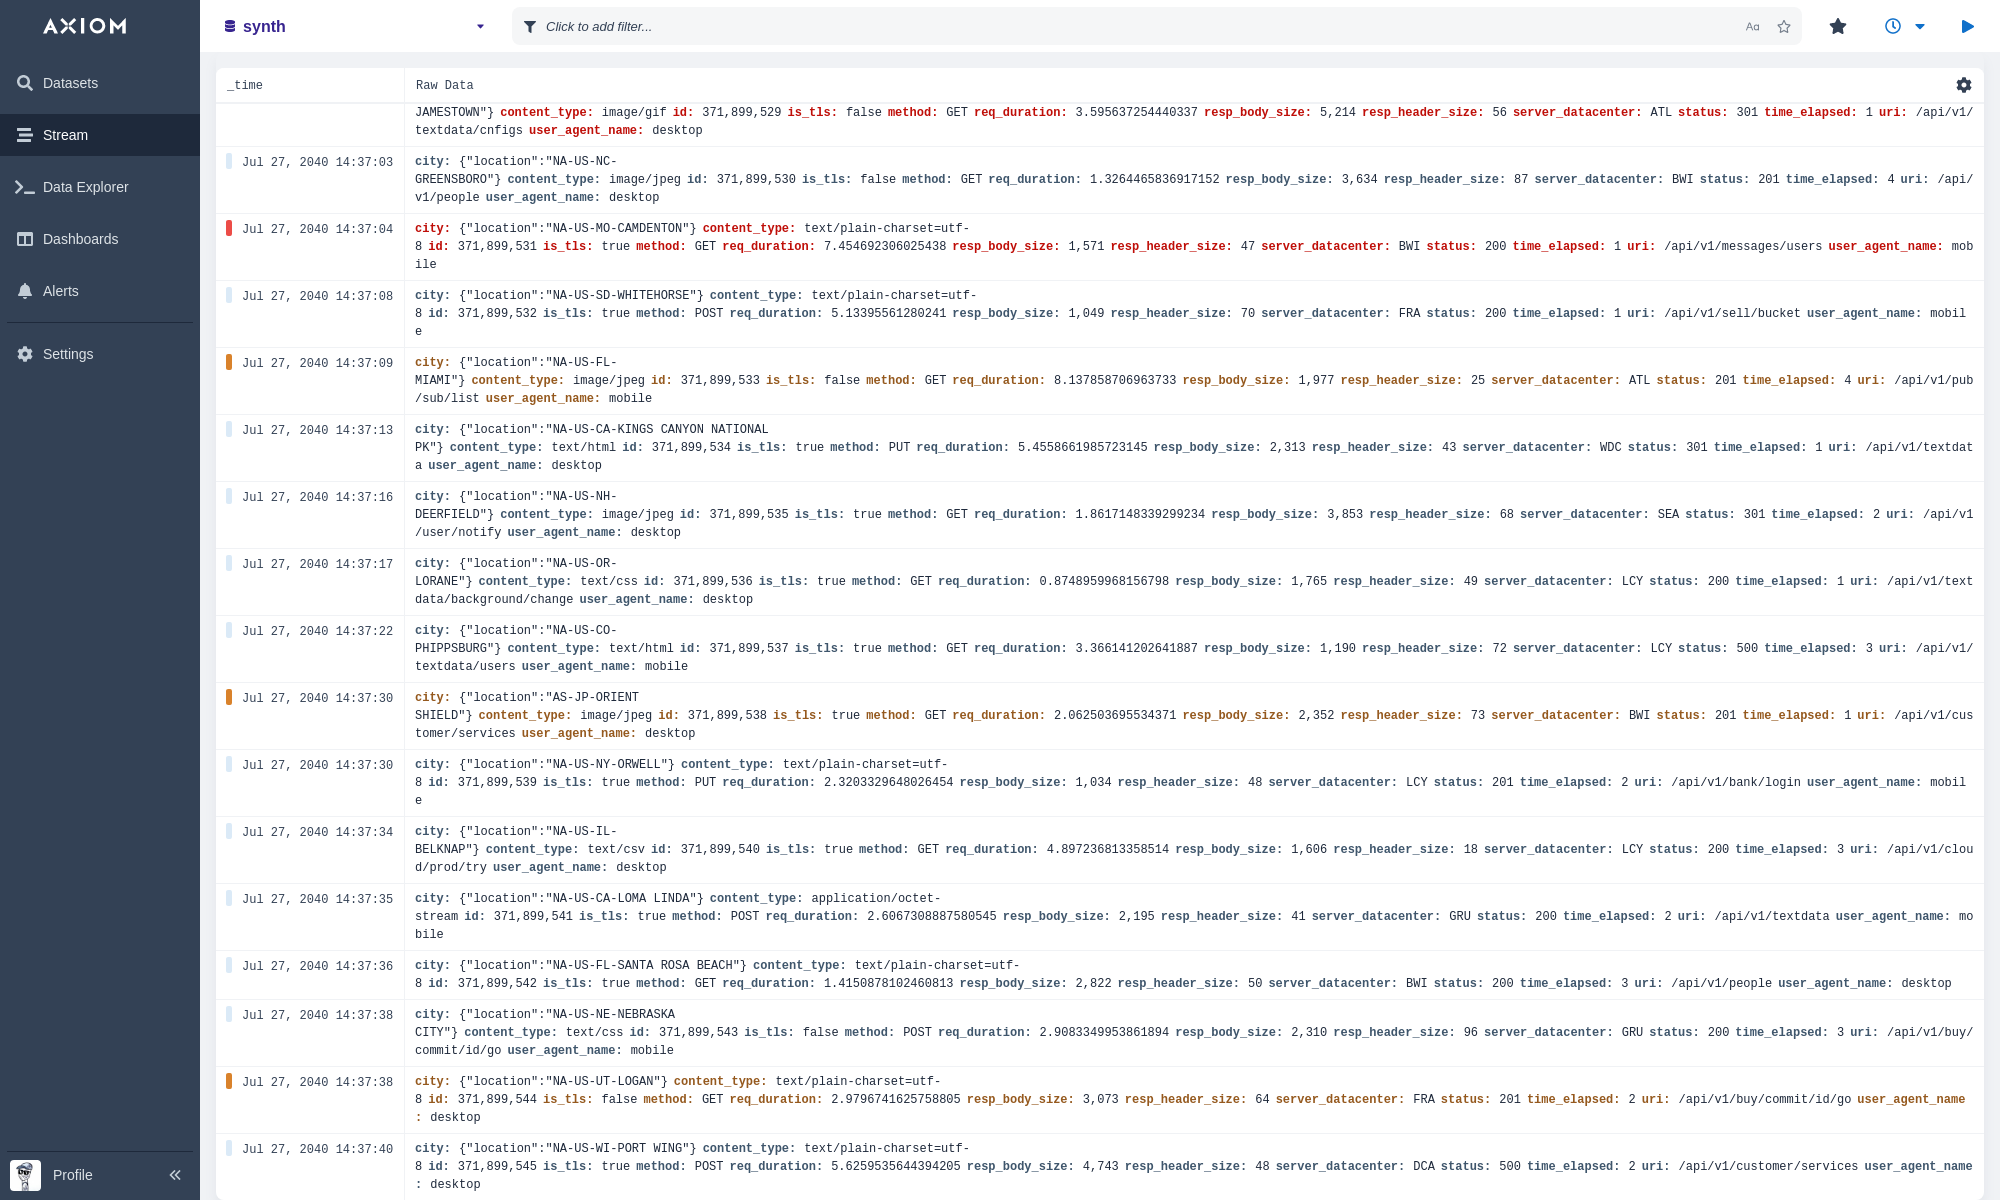 AXIOM
synth
Click to add filter...
Aa
Datasets
Stream
Data Explorer
Dashboards
Alerts
Settings
Profile
_time Raw Data
JAMESTOWN"} content_type: image/gif id: 371,899,529 is_tls: false method: GET req_duration: 3.595637254440337 resp_body_size: 5,214 resp_header_size: 56 server_datacenter: ATL status: 301 time_elapsed: 1 uri: /api/v1/
textdata/cnfigs user_agent_name: desktop
Jul 27, 2040 14:37:03 city: {"location":"NA-US-NC-
GREENSBORO"} content_type: image/jpeg id: 371,899,530 is_tls: false method: GET req_duration: 1.3264465836917152 resp_body_size: 3,634 resp_header_size: 87 server_datacenter: BWI status: 201 time_elapsed: 4 uri: /api/
v1/people user_agent_name: desktop
Jul 27, 2040 14:37:04 city: {"location":"NA-US-MO-CAMDENTON"} content_type: text/plain-charset=utf-
8 id: 371,899,531 is_tls: true method: GET req_duration: 7.454692306025438 resp_body_size: 1,571 resp_header_size: 47 server_datacenter: BWI status: 200 time_elapsed: 1 uri: /api/v1/messages/users user_agent_name: mob
ile
Jul 27, 2040 14:37:08 city: {"location":"NA-US-SD-WHITEHORSE"} content_type: text/plain-charset=utf-
8 id: 371,899,532 is_tls: true method: POST req_duration: 5.13395561280241 resp_body_size: 1,049 resp_header_size: 70 server_datacenter: FRA status: 200 time_elapsed: 1 uri: /api/v1/sell/bucket user_agent_name: mobil
e
Jul 27, 2040 14:37:09 city: {"location":"NA-US-FL-
MIAMI"} content_type: image/jpeg id: 371,899,533 is_tls: false method: GET req_duration: 8.137858706963733 resp_body_size: 1,977 resp_header_size: 25 server_datacenter: ATL status: 201 time_elapsed: 4 uri: /api/v1/pub
/sub/list user_agent_name: mobile
Jul 27, 2040 14:37:13 city: {"location":"NA-US-CA-KINGS CANYON NATIONAL
PK"} content_type: text/html id: 371,899,534 is_tls: true method: PUT req_duration: 5.4558661985723145 resp_body_size: 2,313 resp_header_size: 43 server_datacenter: WDC status: 301 time_elapsed: 1 uri: /api/v1/textdat
a user_agent_name: desktop
Jul 27, 2040 14:37:16 city: {"location":"NA-US-NH-
DEERFIELD"} content_type: image/jpeg id: 371,899,535 is_tls: true method: GET req_duration: 1.8617148339299234 resp_body_size: 3,853 resp_header_size: 68 server_datacenter: SEA status: 301 time_elapsed: 2 uri: /api/v1
/user/notify user_agent_name: desktop
Jul 27, 2040 14:37:17 city: {"location":"NA-US-OR-
LORANE"} content_type: text/css id: 371,899,536 is_tls: true method: GET req_duration: 0.8748959968156798 resp_body_size: 1,765 resp_header_size: 49 server_datacenter: LCY status: 200 time_elapsed: 1 uri: /api/v1/text
data/background/change user_agent_name: desktop
Jul 27, 2040 14:37:22 city: {"location":"NA-US-CO-
PHIPPSBURG"} content_type: text/html id: 371,899,537 is_tls: true method: GET req_duration: 3.366141202641887 resp_body_size: 1,190 resp_header_size: 72 server_datacenter: LCY status: 500 time_elapsed: 3 uri: /api/v1/
textdata/users user_agent_name: mobile
Jul 27, 2040 14:37:30 city: {"location":"AS-JP-ORIENT
SHIELD"} content_type: image/jpeg id: 371,899,538 is_tls: true method: GET req_duration: 2.062503695534371 resp_body_size: 2,352 resp_header_size: 73 server_datacenter: BWI status: 201 time_elapsed: 1 uri: /api/v1/cus
tomer/services user_agent_name: desktop
Jul 27, 2040 14:37:30 city: {"location":"NA-US-NY-ORWELL"} content_type: text/plain-charset=utf-
8 id: 371,899,539 is_tls: true method: PUT req_duration: 2.3203329648026454 resp_body_size: 1,034 resp_header_size: 48 server_datacenter: LCY status: 201 time_elapsed: 2 uri: /api/v1/bank/login user_agent_name: mobil
e
Jul 27, 2040 14:37:34 city: {"location":"NA-US-IL-
BELKNAP"} content_type: text/csv id: 371,899,540 is_tls: true method: GET req_duration: 4.897236813358514 resp_body_size: 1,606 resp_header_size: 18 server_datacenter: LCY status: 200 time_elapsed: 3 uri: /api/v1/clou
d/prod/try user_agent_name: desktop
Jul 27, 2040 14:37:35 city: {"location":"NA-US-CA-LOMA LINDA"} content_type: application/octet-
stream id: 371,899,541 is_tls: true method: POST req_duration: 2.6067308887580545 resp_body_size: 2,195 resp_header_size: 41 server_datacenter: GRU status: 200 time_elapsed: 2 uri: /api/v1/textdata user_agent_name: mo
bile
Jul 27, 2040 14:37:36 city: {"location":"NA-US-FL-SANTA ROSA BEACH"} content_type: text/plain-charset=utf-
8 id: 371,899,542 is_tls: true method: GET req_duration: 1.4150878102460813 resp_body_size: 2,822 resp_header_size: 50 server_datacenter: BWI status: 200 time_elapsed: 3 uri: /api/v1/people user_agent_name: desktop
Jul 27, 2040 14:37:38 city: {"location":"NA-US-NE-NEBRASKA
CITY"} content_type: text/css id: 371,899,543 is_tls: false method: POST req_duration: 2.9083349953861894 resp_body_size: 2,310 resp_header_size: 96 server_datacenter: GRU status: 200 time_elapsed: 3 uri: /api/v1/buy/
commit/id/go user_agent_name: mobile
Jul 27, 2040 14:37:38 city: {"location":"NA-US-UT-LOGAN"} content_type: text/plain-charset=utf-
8 id: 371,899,544 is_tls: false method: GET req_duration: 2.9796741625758805 resp_body_size: 3,073 resp_header_size: 64 server_datacenter: FRA status: 201 time_elapsed: 2 uri: /api/v1/buy/commit/id/go user_agent_name
: desktop
Jul 27, 2040 14:37:40 city: {"location":"NA-US-WI-PORT WING"} content_type: text/plain-charset=utf-
8 id: 371,899,545 is_tls: true method: POST req_duration: 5.6259535644394205 resp_body_size: 4,743 resp_header_size: 48 server_datacenter: DCA status: 500 time_elapsed: 2 uri: /api/v1/customer/services user_agent_name
: desktop